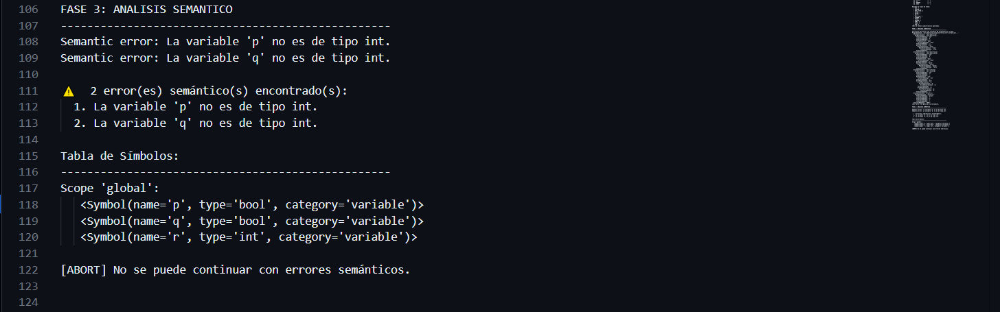 106 FASE 3: ANALISIS SEMANTICO
107 --------------------------------------------------
108 Semantic error: La variable 'p' no es de tipo int.
109 Semantic error: La variable 'q' no es de tipo int.
110
111 ⚠ 2 error(es) semántico(s) encontrado(s):
112 1. La variable 'p' no es de tipo int.
113 2. La variable 'q' no es de tipo int.
114
115 Tabla de Símbolos:
116 --------------------------------------------------
117 Scope 'global':
118 <Symbol(name='p', type='bool', category='variable')>
119 <Symbol(name='q', type='bool', category='variable')>
120 <Symbol(name='r', type='int', category='variable')>
121
122 [ABORT] No se puede continuar con errores semánticos.
123
124